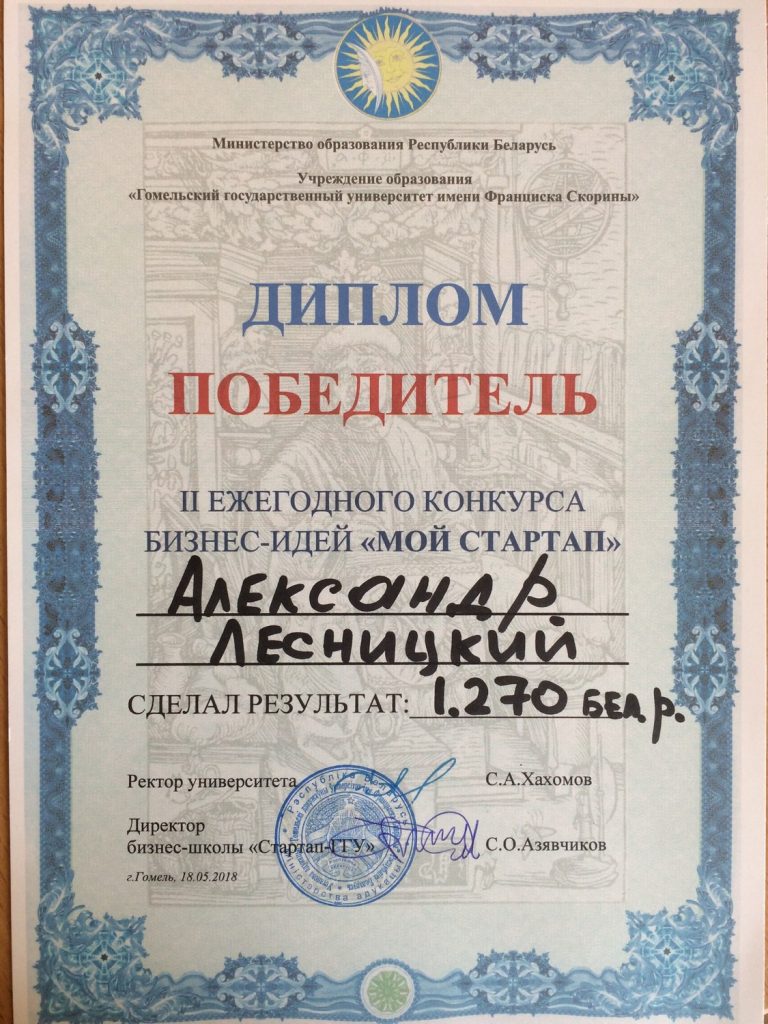 Министерство образования Республики Беларусь
Учреждение образования
«Гомельский государственный университет имени Франциска Скорины»
ДИПЛОМ
ПОБЕДИТЕЛЬ
II ЕЖЕГОДНОГО КОНКУРСА
БИЗНЕС-ИДЕЙ «МОЙ СТАРТАП»
Александр
Лесницкий
СДЕЛАЛ РЕЗУЛЬТАТ: 1.270 БЕЛ.р.
Ректор университета С.А.Хахомов
Директор
бизнес-школы «Стартап-ГГУ» С.О.Азявчиков
г.Гомель, 18.05.2018
Рэспубліка Беларусь